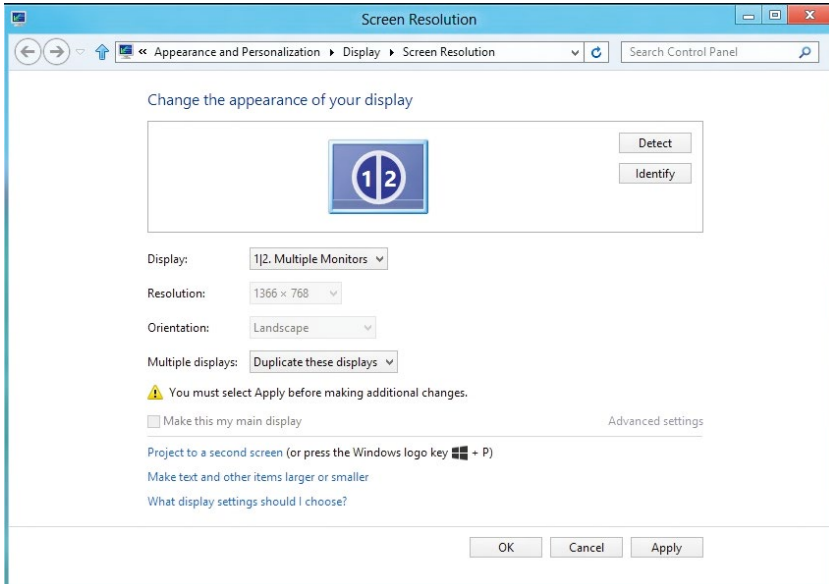 Screen Resolution
« Appearance and Personalization Display Screen Resolution Search Control Panel
Change the appearance of your display
1|2
Detect
Identify
Display: 1|2. Multiple Monitors
Resolution: 1366 × 768
Orientation: Landscape
Multiple displays: Duplicate these displays
You must select Apply before making additional changes.
Make this my main display Advanced settings
Project to a second screen (or press the Windows logo key + P)
Make text and other items larger or smaller
What display settings should I choose?
OK Cancel Apply